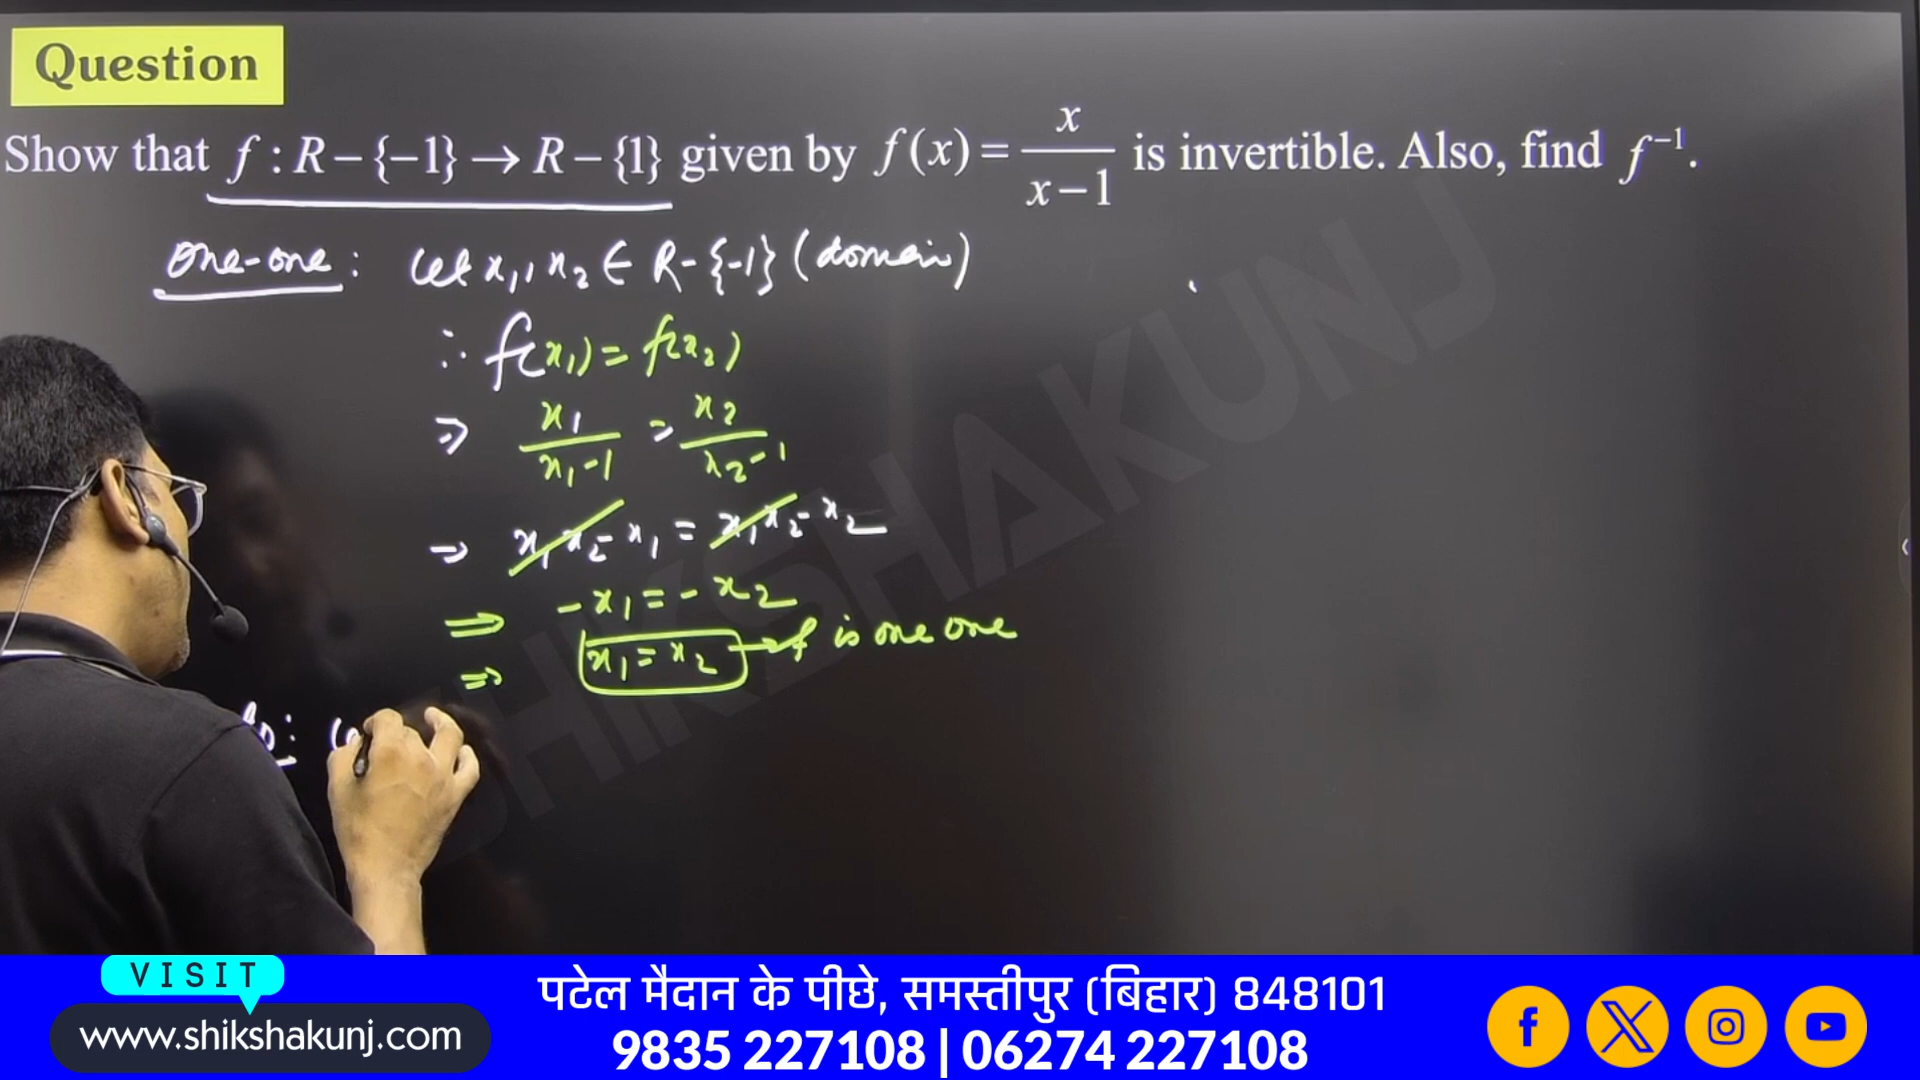 Question
Show that f : R – {–1} → R – {1} given by f(x) = x / x – 1 is invertible. Also, find f⁻¹.
One-one : Let x₁, x₂ ∈ R - {-1} (domain)
∴ f(x₁) = f(x₂)
⇒ x₁ / x₁ - 1 = x₂ / x₂ - 1
⇒ x₁x₂ - x₁ = x₁x₂ - x₂
⇒ - x₁ = - x₂
⇒ x₁ = x₂ → f is one one
SHIKSHAKUNJ
VISIT
www.shikshakunj.com
पटेल मैदान के पीछे, समस्तीपुर (बिहार) 848101
9835 227108 | 06274 227108